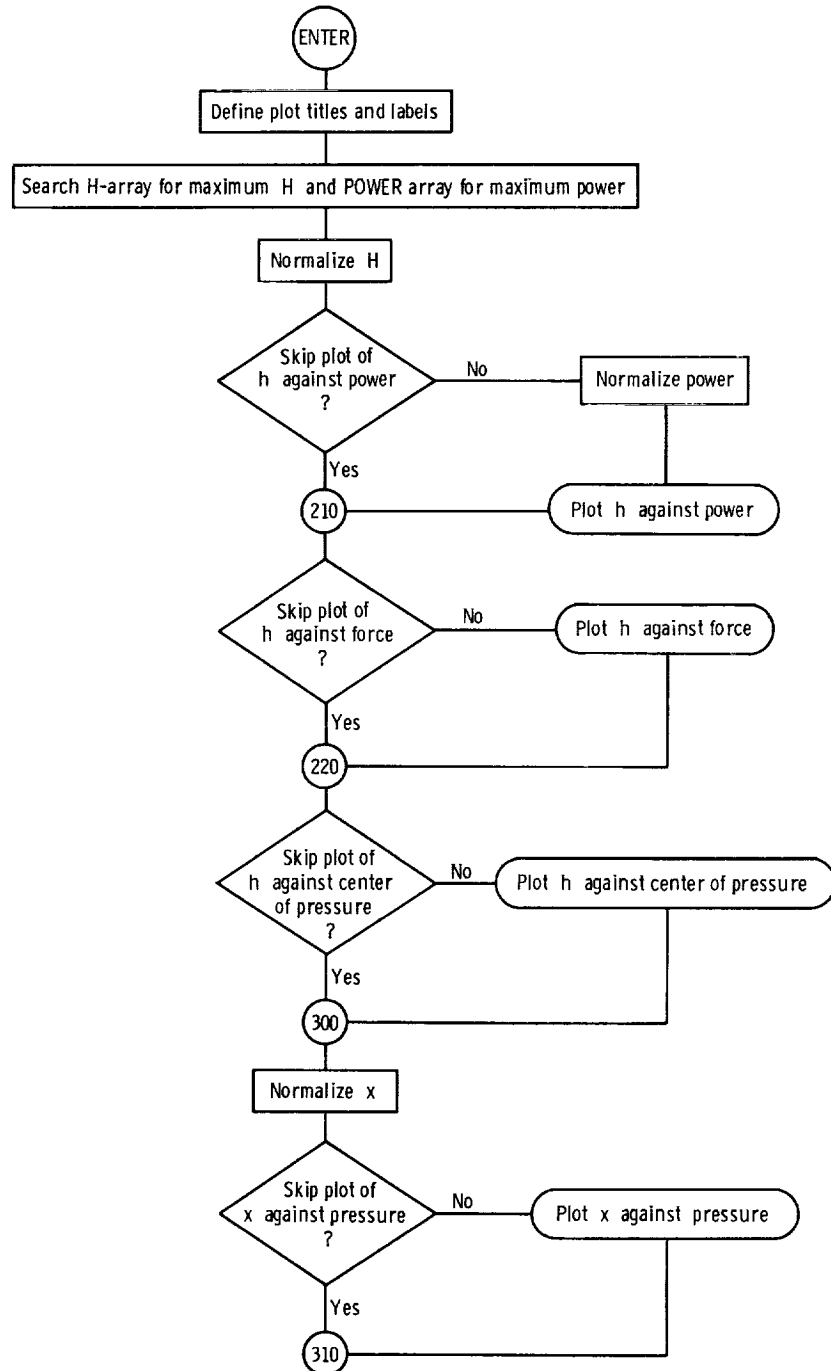 ENTER
Define plot titles and labels
Search H-array for maximum H and POWER array for maximum power
Normalize H
Skip plot of
h against power
?
No
Normalize power
Yes
210
Plot h against power
Skip plot of
h against force
?
No
Plot h against force
Yes
220
Skip plot of
h against center
of pressure
?
No
Plot h against center of pressure
Yes
300
Normalize x
Skip plot of
x against pressure
?
No
Plot x against pressure
Yes
310